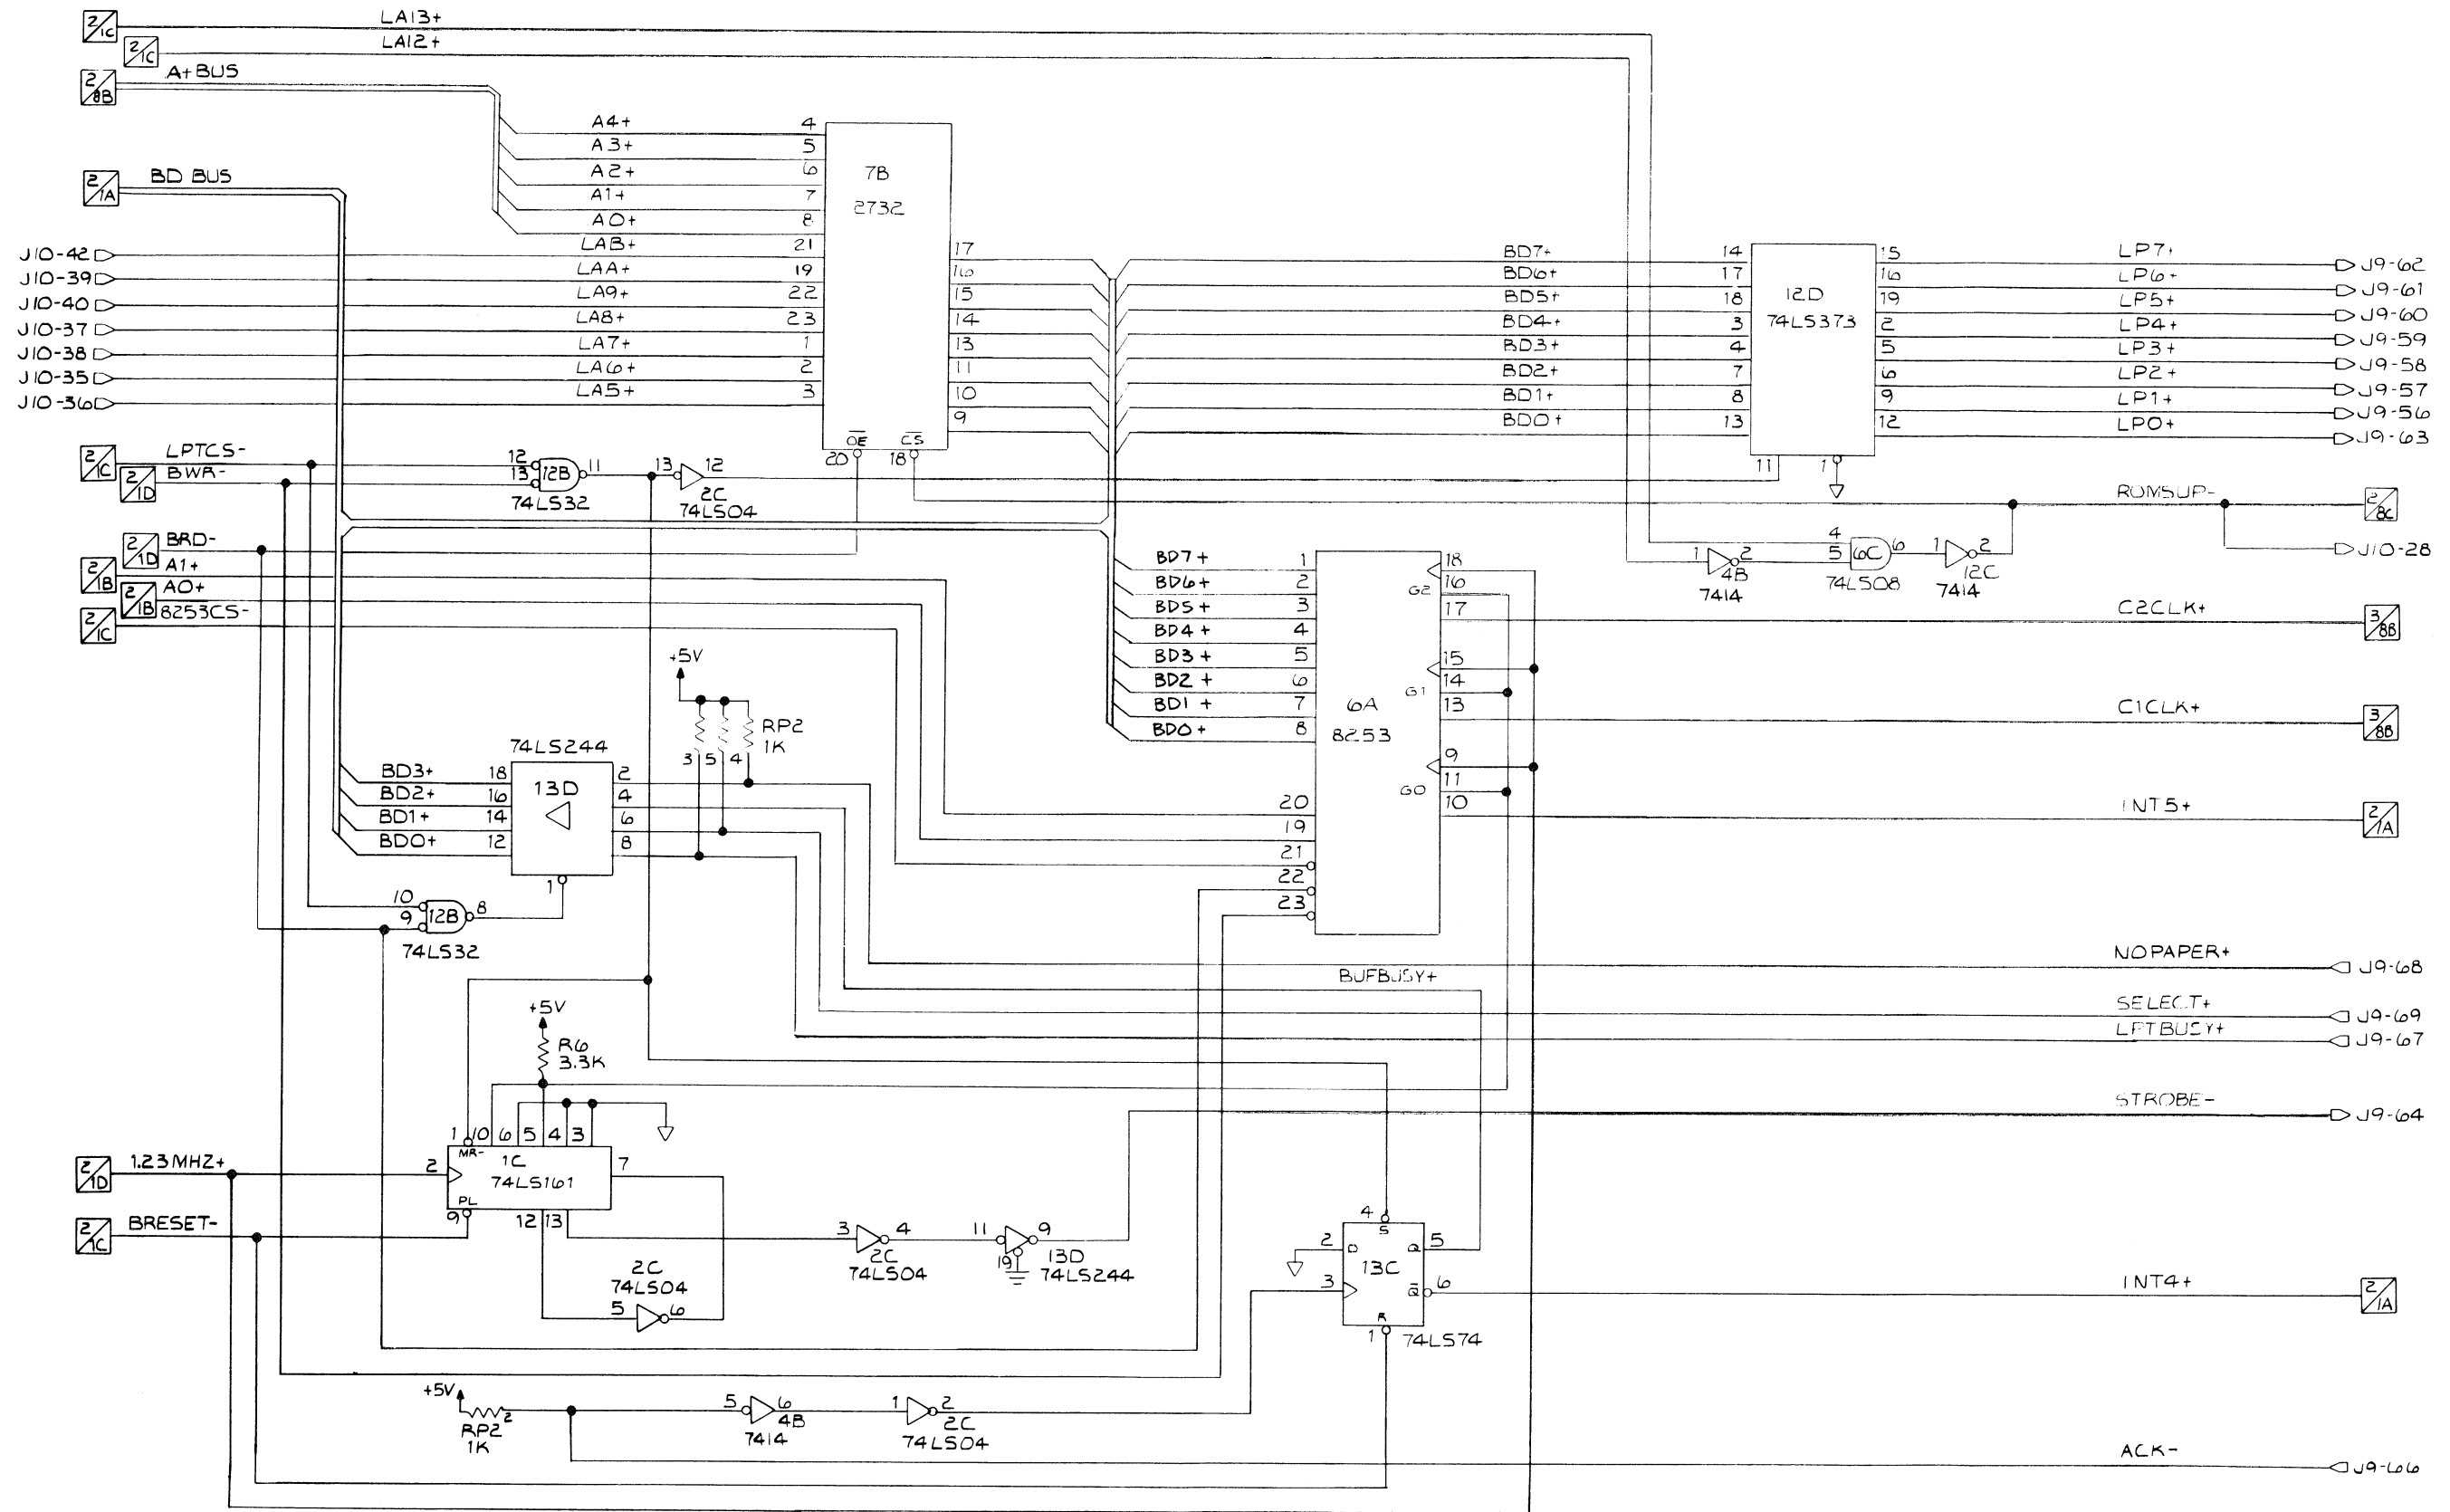 2/1C LA13+
2/1C LA12+
2/8B A+BUS
A4+ 4
A3+ 5
A2+ 6
A1+ 7
A0+ 8
7B
2732
2/1A BD BUS
J10-42 LAB+ 21
J10-39 LAA+ 19
J10-40 LA9+ 22
J10-37 LA8+ 23
J10-38 LA7+ 1
J10-35 LA6+ 2
J10-36 LA5+ 3
17
16
15
14
13
11
10
9
OE CS
20 18
BD7+ 14
BD6+ 17
BD5+ 18
BD4+ 3
BD3+ 4
BD2+ 7
BD1+ 8
BD0+ 13
12D
74LS373
11 1
15 LP7+ J9-62
16 LP6+ J9-61
19 LP5+ J9-60
2 LP4+ J9-59
5 LP3+ J9-58
6 LP2+ J9-57
9 LP1+ J9-56
12 LP0+ J9-63
2/1C LPTCS-
2/1D BWR-
12 13 12B 11
74LS32
13 12
2C
74LS04
ROMSUP- 2/8C
J10-28
2/1D BRD-
2/1B A1+
2/1B A0+
2/1C 8253CS-
1 2
4B
7414
4 5 6C 6
74LS08
1 2
12C
7414
BD7+ 1
BD6+ 2
BD5+ 3
BD4+ 4
BD3+ 5
BD2+ 6
BD1+ 7
BD0+ 8
6A
8253
20
19
21
22
23
18
G2 16
17 C2CLK+ 3/8B
15
G1 14
13 C1CLK+ 3/8B
9
G0 11
10 INT5+ 2/1A
+5V
RP2
1K
3 5 4
74LS244
13D
BD3+ 18
BD2+ 16
BD1+ 14
BD0+ 12
2
4
6
8
1
10 9 12B 8
74LS32
NOPAPER+ J9-68
BUFBUSY+
SELECT+ J9-69
LPTBUSY+ J9-67
+5V
R6
3.3K
STROBE- J9-64
1 10 6 5 4 3
MR-
1C
74LS161
PL
2/1D 1.23MHZ+ 2
7
9 12 13
2/1C BRESET-
3 4
2C
74LS04
11 9
19
13D
74LS244
2C
74LS04
5 6
4
S
2 D Q 5
13C
3 Q 6
R
1
74LS74
INT4+ 2/1A
+5V
2
RP2
1K
5 6
4B
7414
1 2
2C
74LS04
ACK- J9-66